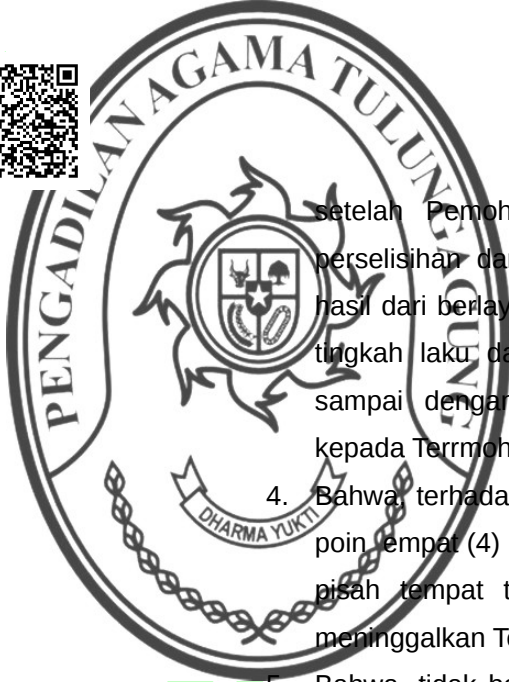 PENGADILAN AGAMA TULUNGAGUNG
setelah Pemoh
perselisihan da
hasil dari berlay
tingkah laku da
sampai dengan
kepada Terrmoh
DHARMA YUKTI
4. Bahwa, terhada
poin empat (4)
pisah tempat t
meninggalkan Te